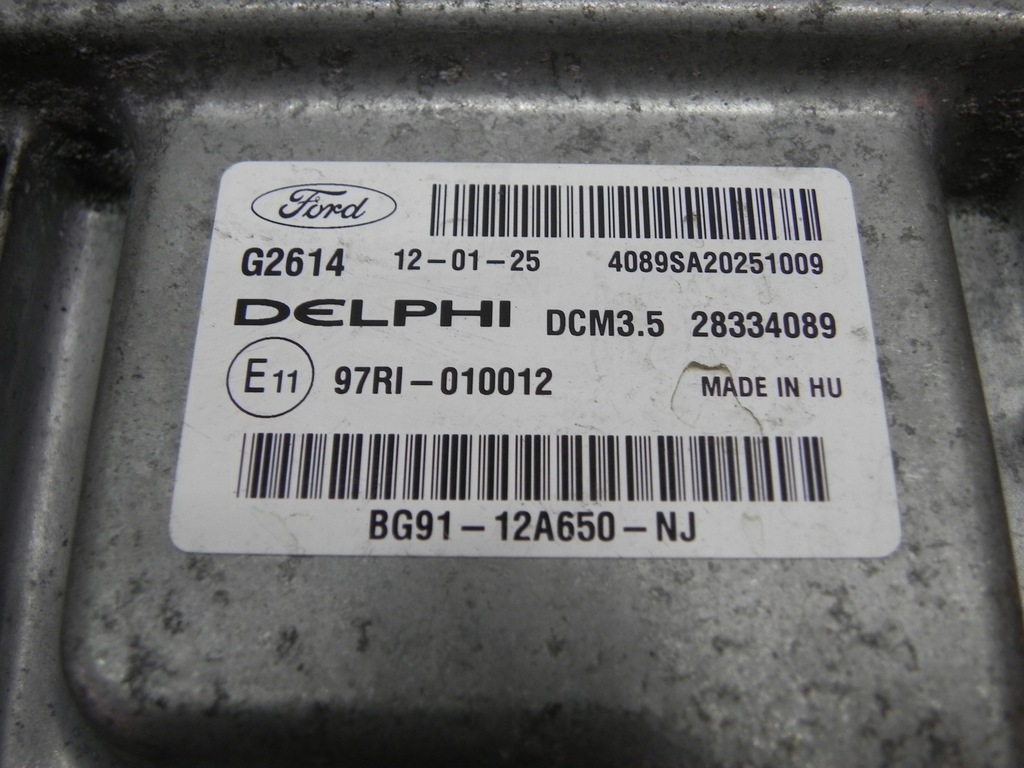 Ford
G2614 12-01-25 4089SA20251009
DELPHI DCM3.5 28334089
E11 97RI-010012 MADE IN HU
BG91-12A650-NJ